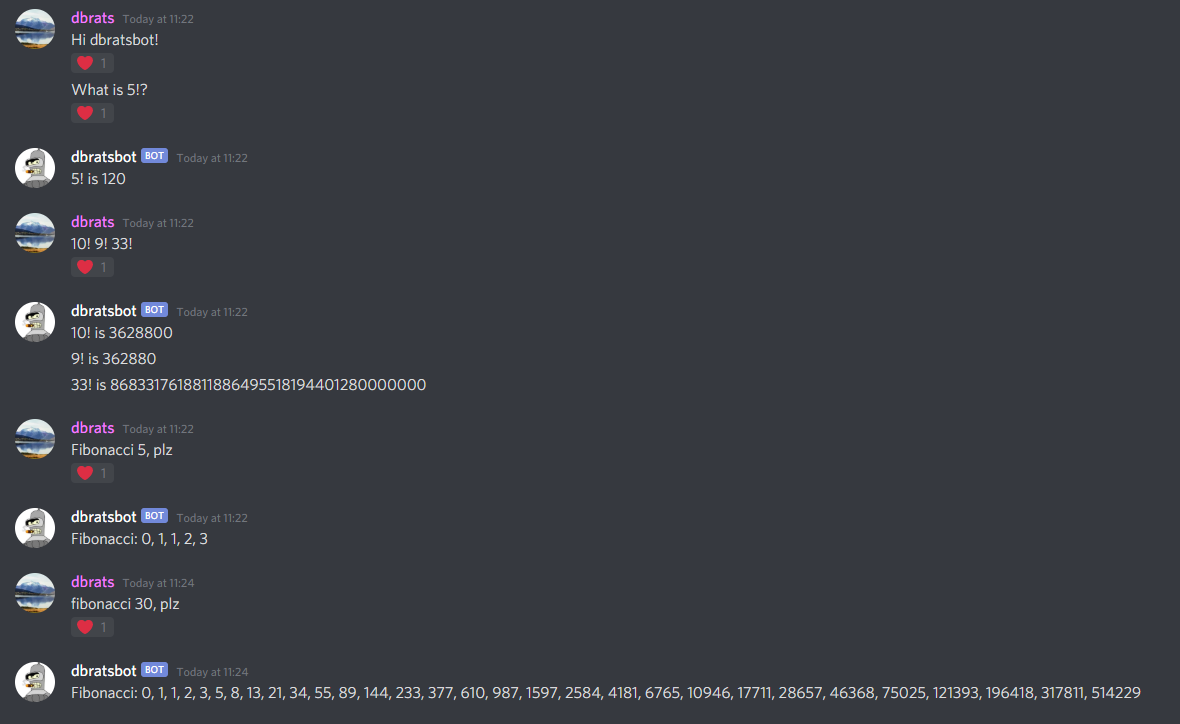 dbrats Today at 11:22
Hi dbratsbot!
1
What is 5!?
1
dbratsbot BOT Today at 11:22
5! is 120
dbrats Today at 11:22
10! 9! 33!
1
dbratsbot BOT Today at 11:22
10! is 3628800
9! is 362880
33! is 8683317618811886495518194401280000000
dbrats Today at 11:22
Fibonacci 5, plz
1
dbratsbot BOT Today at 11:22
Fibonacci: 0, 1, 1, 2, 3
dbrats Today at 11:24
fibonacci 30, plz
1
dbratsbot BOT Today at 11:24
Fibonacci: 0, 1, 1, 2, 3, 5, 8, 13, 21, 34, 55, 89, 144, 233, 377, 610, 987, 1597, 2584, 4181, 6765, 10946, 17711, 28657, 46368, 75025, 121393, 196418, 317811, 514229